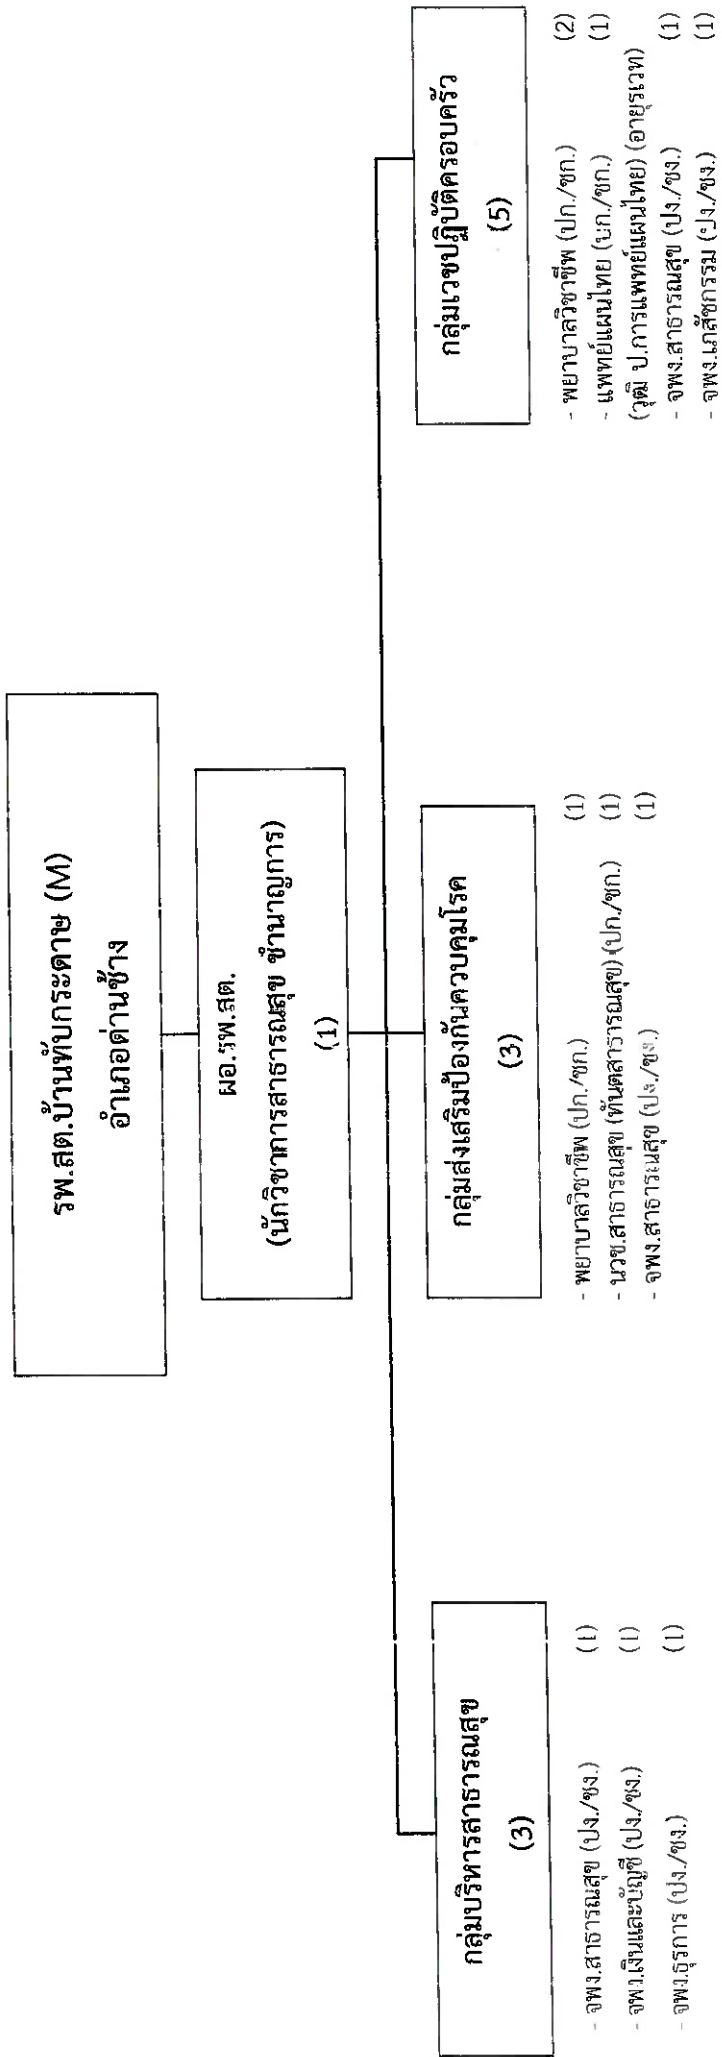 รพ.สต.บ้านทับกระดาษ (M)
อำเภอด่านช้าง
ผอ.รพ.สต.
(นักวิชาการสาธารณสุข ชำนาญการ)
(1)
กลุ่มบริหารสาธารณสุข
(3)
- จพง.สาธารณสุข (ปง./ชง.) (1)
- จพง.เงินและบัญชี (ปง./ชง.) (1)
- จพง.ธุรการ (ปง./ชง.) (1)
กลุ่มส่งเสริมป้องกันควบคุมโรค
(3)
- พยาบาลวิชาชีพ (ปก./ชก.) (1)
- นวช.สาธารณสุข (ทันตสาธารณสุข) (ปก./ชก.) (1)
- จพง.สาธารณสุข (ปง./ชง.) (1)
กลุ่มเวชปฏิบัติครอบครัว
(5)
- พยาบาลวิชาชีพ (ปก./ชก.) (2)
- แพทย์แผนไทย (ปก./ชก.) (1)
(วุฒิ ป.การแพทย์แผนไทย) (อายุรเวท)
- จพง.สาธารณสุข (ปง./ชง.) (1)
- จพง.เภสัชกรรม (ปง./ชง.) (1)